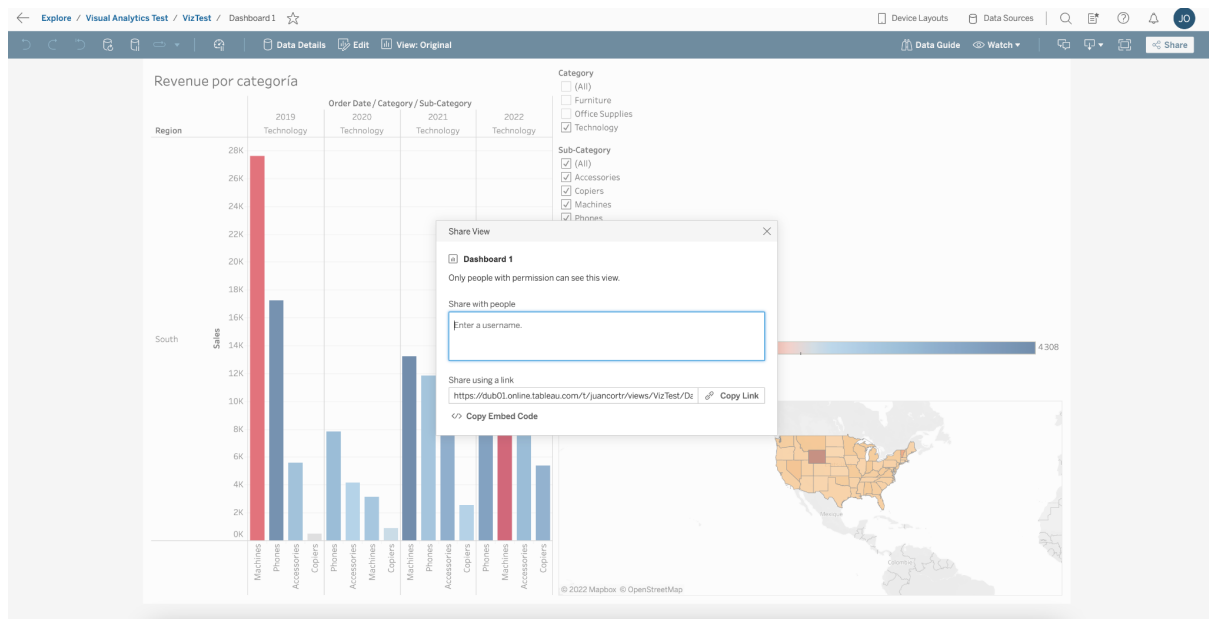 Explore / Visual Analytics Test / VizTest / Dashboard 1
Device Layouts
Data Sources
JO
Data Details
Edit
View: Original
Data Guide
Watch
Share
Revenue por categoría
Order Date / Category / Sub-Category
2019 2020 2021 2022
Region
Technology Technology Technology Technology
28K
26K
24K
22K
20K
18K
16K
14K
12K
10K
8K
6K
4K
2K
0K
South
Sales
Machines
Phones
Accessories
Copiers
Phones
Accessories
Machines
Copiers
Machines
Phones
Accessories
Copiers
Phones
Machines
Accessories
Copiers
Category
(All)
Furniture
Office Supplies
Technology
Sub-Category
(All)
Accessories
Copiers
Machines
Phones
Share View
Dashboard 1
Only people with permission can see this view.
Share with people
Enter a username.
Share using a link
https://dub01.online.tableau.com/t/juancortr/views/VizTest/Da
Copy Link
Copy Embed Code
4308
© 2022 Mapbox © OpenStreetMap